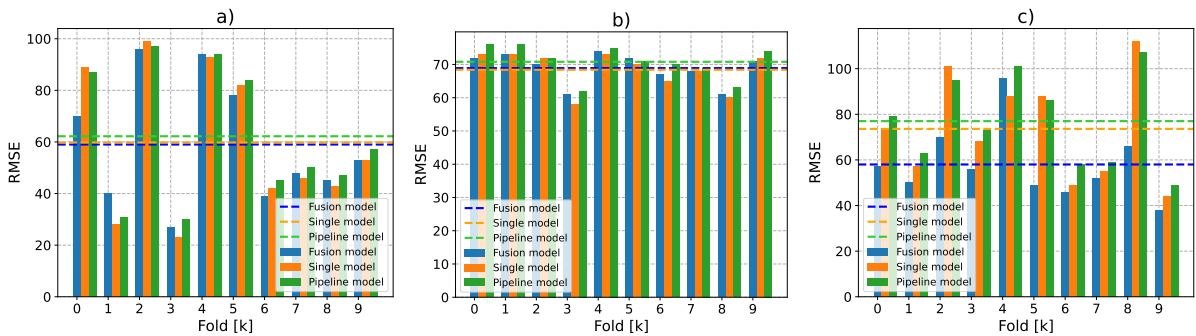 a)
RMSE
100
80
60
40
20
0
Fusion model
Single model
Pipeline model
Fusion model
Single model
Pipeline model
0 1 2 3 4 5 6 7 8 9
Fold [k]
b)
RMSE
70
60
50
40
30
20
10
0
Fusion model
Single model
Pipeline model
Fusion model
Single model
Pipeline model
0 1 2 3 4 5 6 7 8 9
Fold [k]
c)
RMSE
100
80
60
40
20
0
Fusion model
Single model
Pipeline model
Fusion model
Single model
Pipeline model
0 1 2 3 4 5 6 7 8 9
Fold [k]